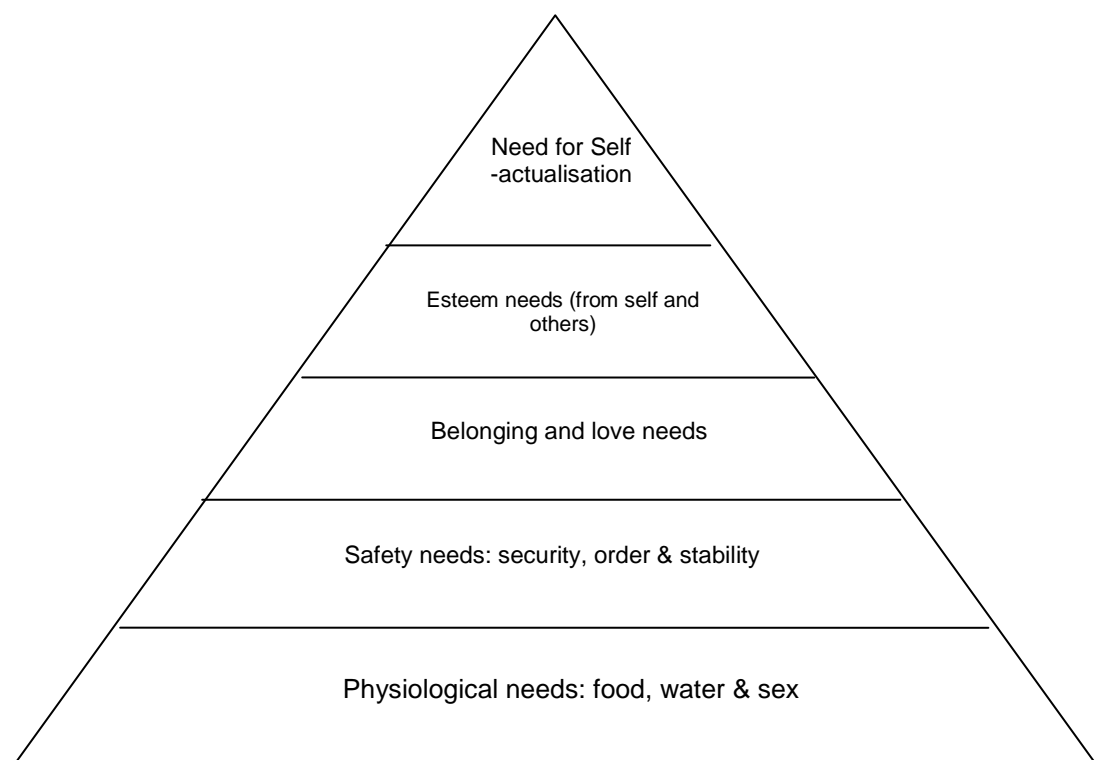 Need for Self
-actualisation
Esteem needs (from self and
others)
Belonging and love needs
Safety needs: security, order & stability
Physiological needs: food, water & sex